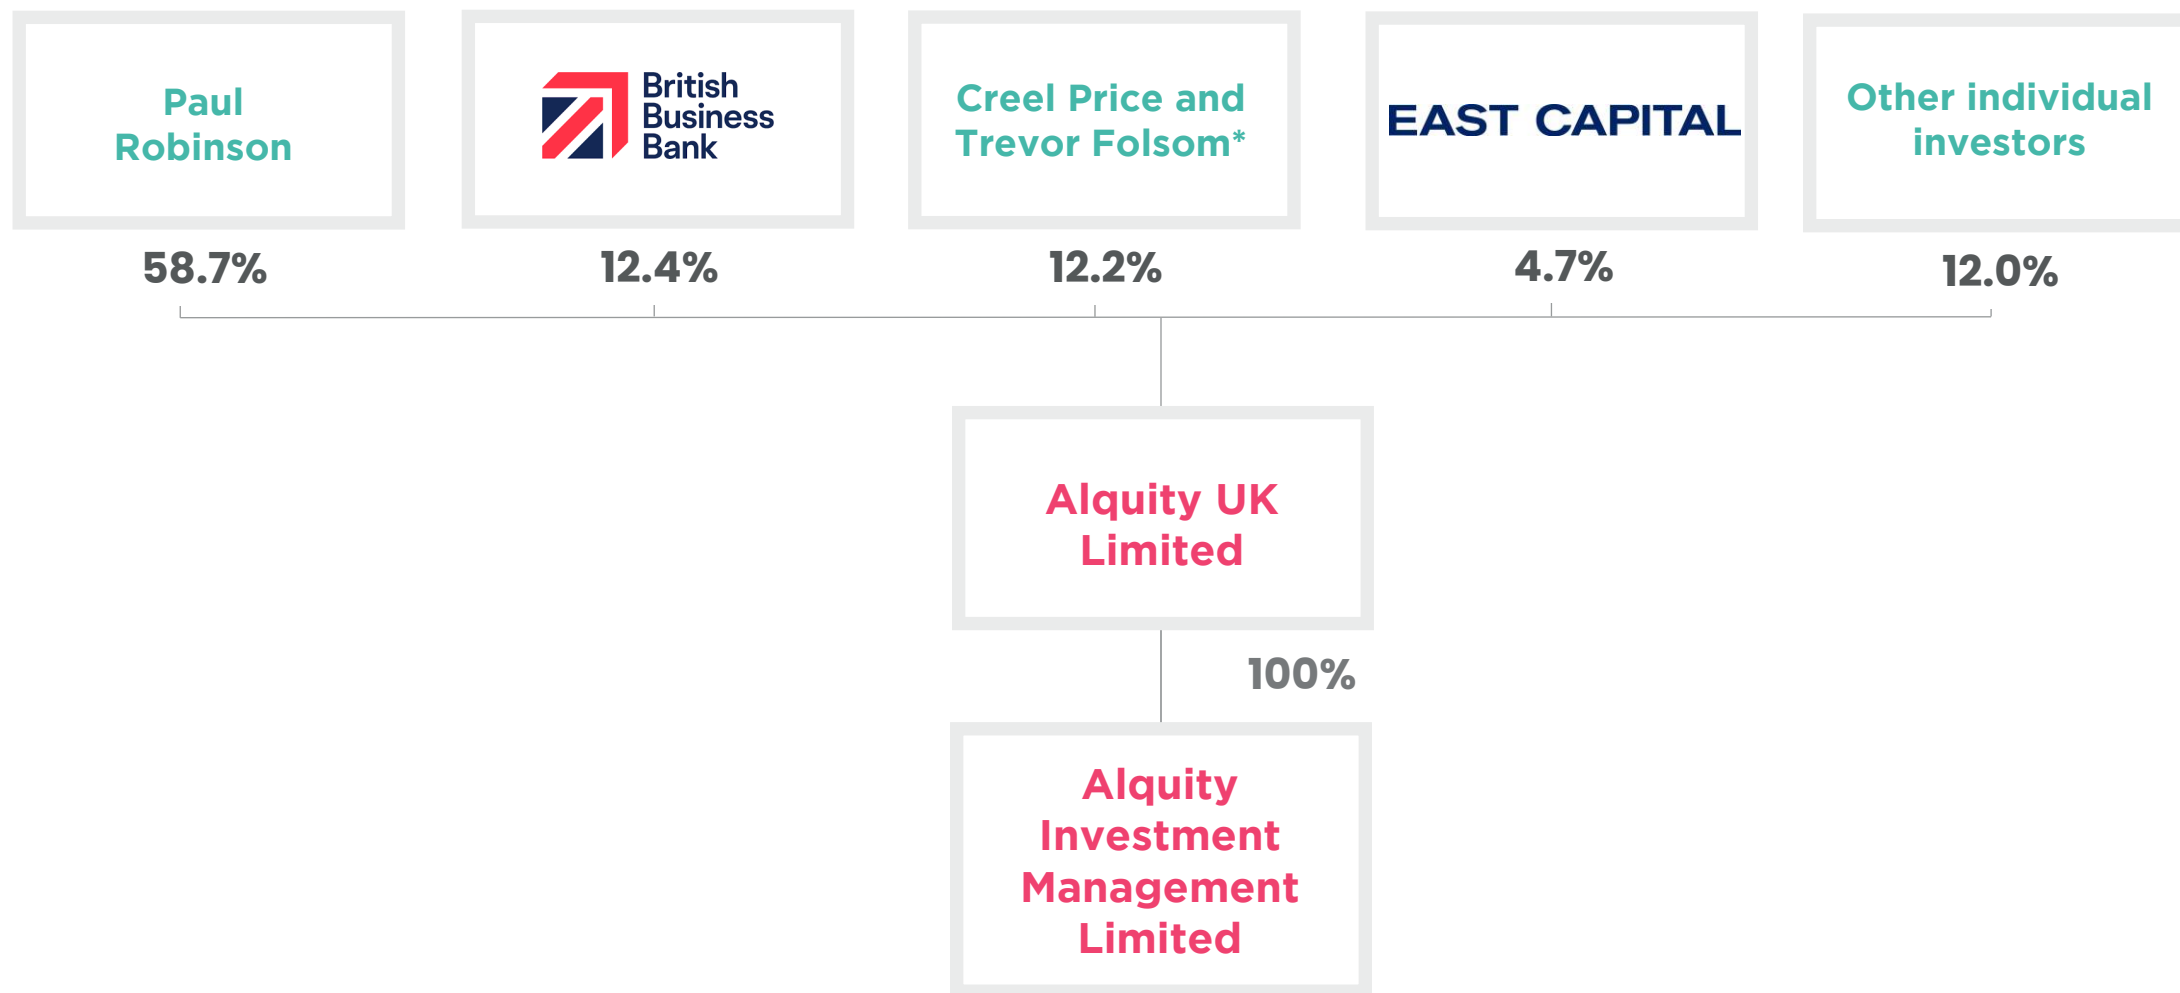 Paul
Robinson
British
Business
Bank
Creel Price and
Trevor Folsom*
EAST CAPITAL
Other individual
investors
58.7%
12.4%
12.2%
4.7%
12.0%
Alquity UK
Limited
100%
Alquity
Investment
Management
Limited